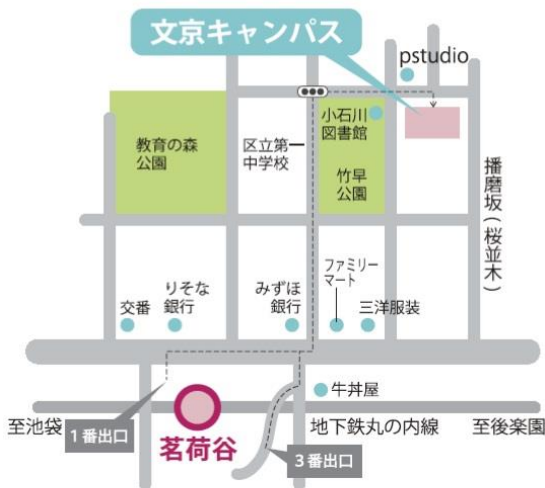 文京キャンパス
pstudio
小石川
図書館
教育の森
公園
区立第一
中学校
竹早
公園
播磨坂(桜並木)
ファミリー
マート
りそな
銀行
みずほ
銀行
交番
三洋服装
牛丼屋
至池袋
1番出口
茗荷谷
地下鉄丸の内線
至後楽園
3番出口